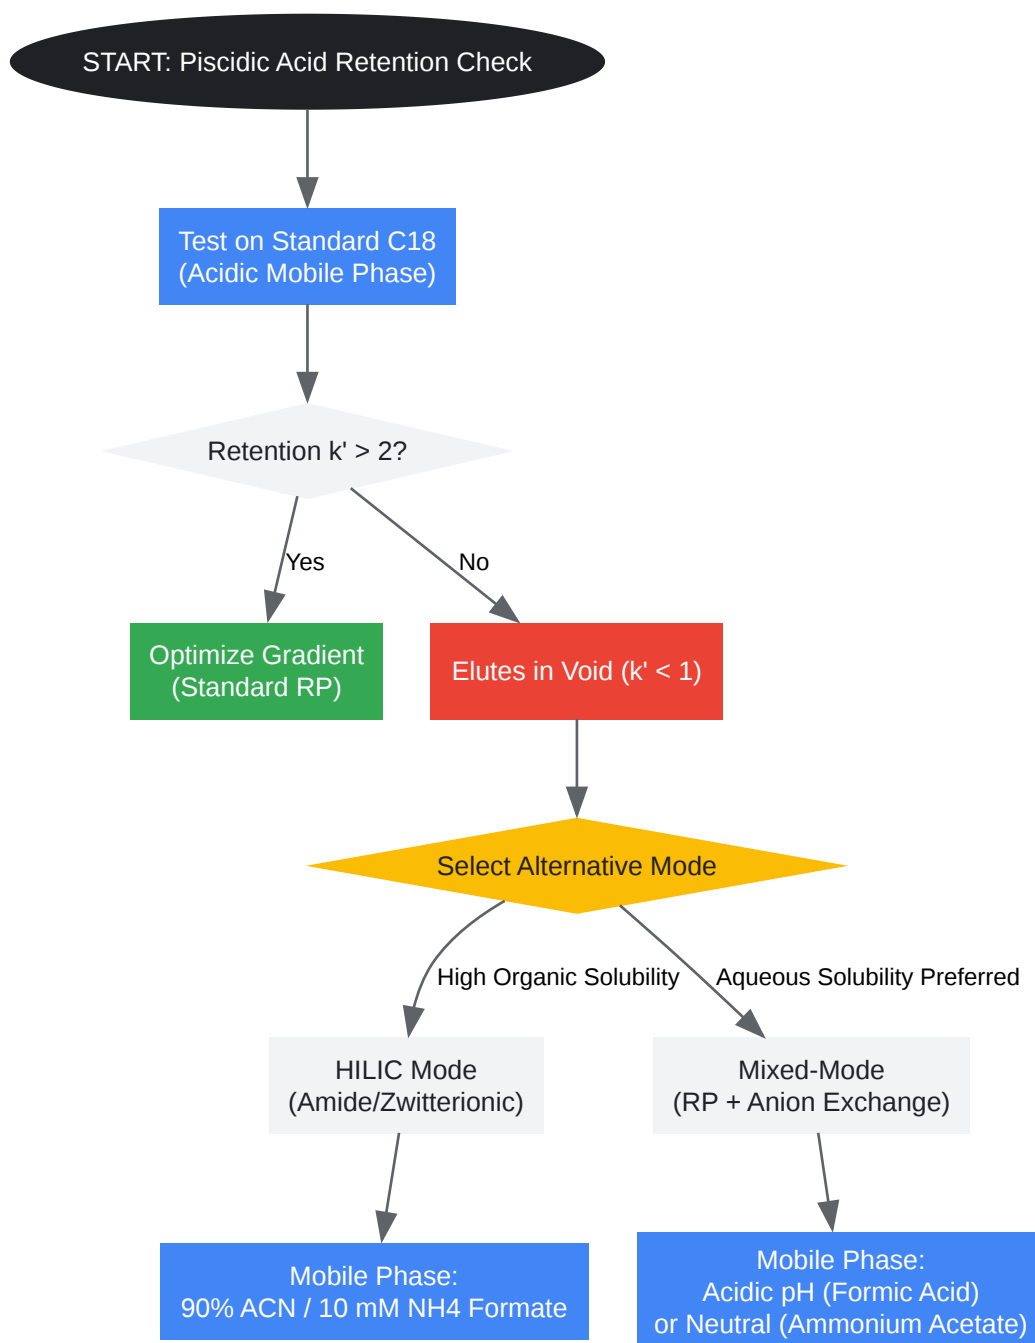 START: Piscidic Acid Retention Check
Test on Standard C18
(Acidic Mobile Phase)
Retention k' > 2?
Yes
No
Optimize Gradient
(Standard RP)
Elutes in Void (k' < 1)
Select Alternative Mode
High Organic Solubility
Aqueous Solubility Preferred
HILIC Mode
(Amide/Zwitterionic)
Mixed-Mode
(RP + Anion Exchange)
Mobile Phase:
90% ACN / 10 mM NH4 Formate
Mobile Phase:
Acidic pH (Formic Acid)
or Neutral (Ammonium Acetate)